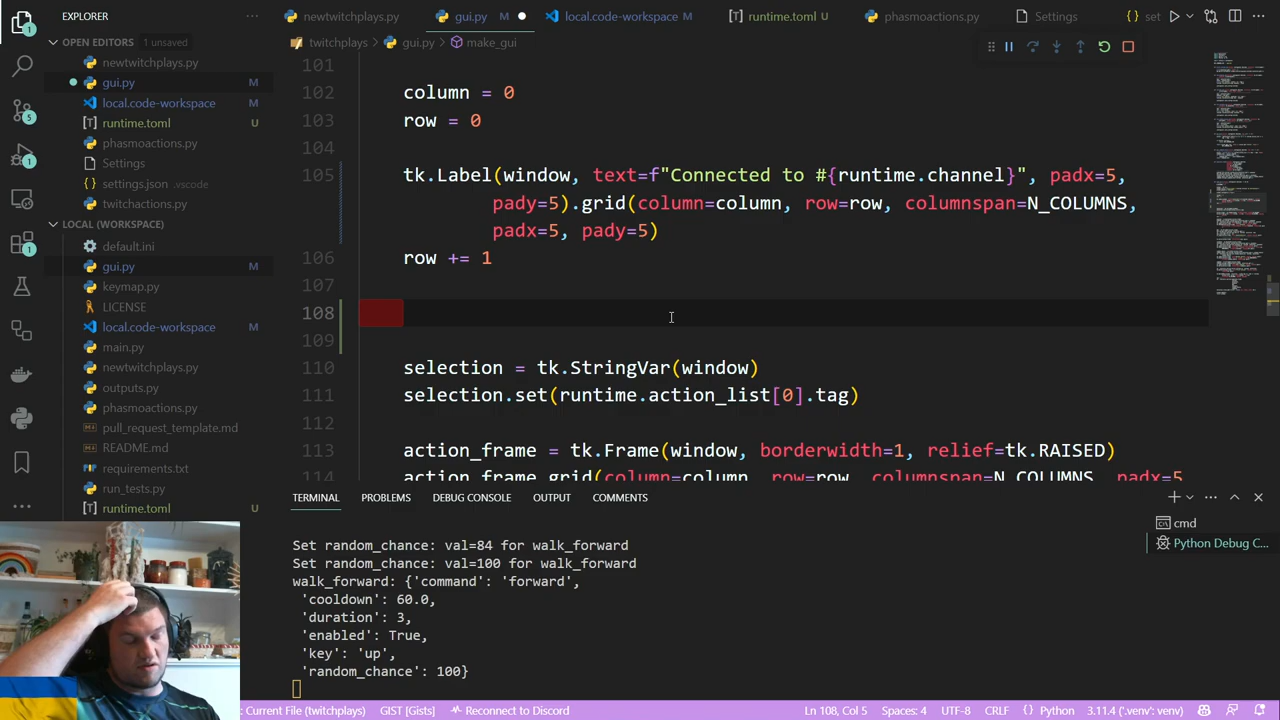 newtwitchplays.py
gui.py M
local.code-workspace M
runtime.toml U
phasmoactions.py
Settings
{} set
EXPLORER
OPEN EDITORS 1 unsaved
newtwitchplays.py
gui.py M
local.code-workspace M
runtime.toml U
phasmoactions.py
Settings
settings.json .vscode
twitchactions.py
LOCAL (WORKSPACE)
default.ini
gui.py M
keymap.py
LICENSE
local.code-workspace M
main.py
newtwitchplays.py
outputs.py
phasmoactions.py
pull_request_template.md
README.md
requirements.txt
run_tests.py
runtime.toml U
twitchplays > gui.py > make_gui
101
102 column = 0
103 row = 0
104
105 tk.Label(window, text=f"Connected to #{runtime.channel}", padx=5,
pady=5).grid(column=column, row=row, columnspan=N_COLUMNS,
padx=5, pady=5)
106 row += 1
107
108
109
110 selection = tk.StringVar(window)
111 selection.set(runtime.action_list[0].tag)
112
113 action_frame = tk.Frame(window, borderwidth=1, relief=tk.RAISED)
114 action_frame.grid(column=column, row=row, columnspan=N_COLUMNS, padx=5
TERMINAL PROBLEMS DEBUG CONSOLE OUTPUT COMMENTS
cmd
Python Debug C...
Set random_chance: val=84 for walk_forward
Set random_chance: val=100 for walk_forward
walk_forward: {'command': 'forward',
'cooldown': 60.0,
'duration': 3,
'enabled': True,
'key': 'up',
'random_chance': 100}
: Current File (twitchplays) GIST [Gists] Reconnect to Discord Ln 108, Col 5 Spaces: 4 UTF-8 CRLF {} Python 3.11.4 ('.venv': venv)